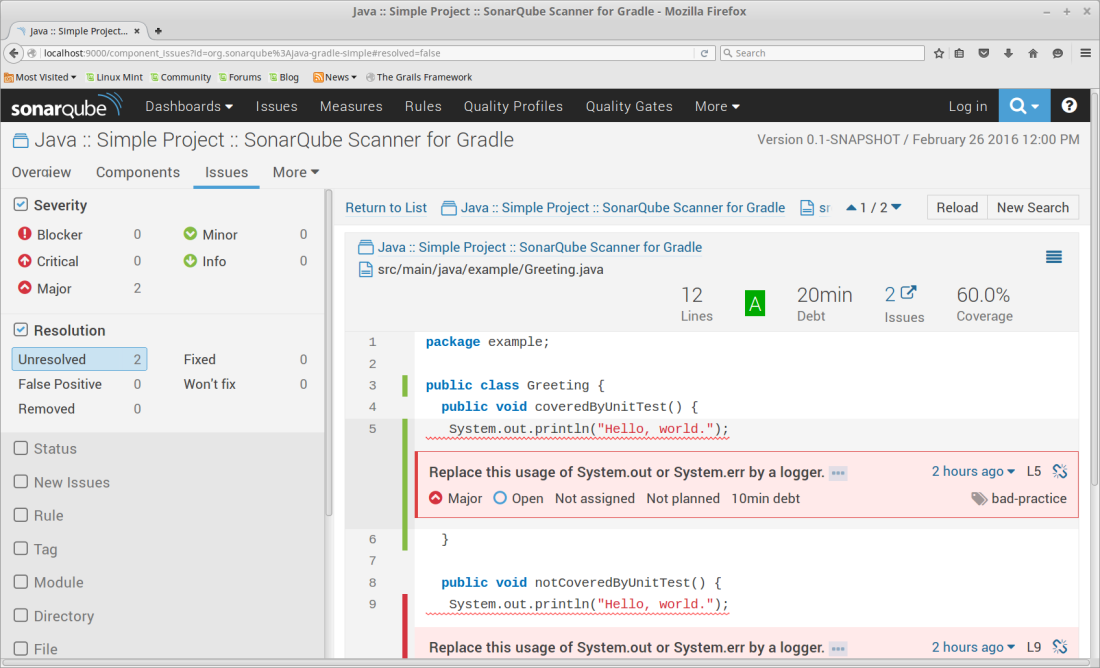 Java :: Simple Project :: SonarQube Scanner for Gradle - Mozilla Firefox
Java :: Simple Project...
localhost:9000/component_issues?id=org.sonarqube%3Ajava-gradle-simple#resolved=false
Search
Most Visited
Linux Mint
Community
Forums
Blog
News
The Grails Framework
sonarqube Dashboards Issues Measures Rules Quality Profiles Quality Gates More Log in
Java :: Simple Project :: SonarQube Scanner for Gradle
Version 0.1-SNAPSHOT / February 26 2016 12:00 PM
Overview Components Issues More
Severity
Blocker 0 Minor 0
Critical 0 Info 0
Major 2
Resolution
Unresolved 2 Fixed 0
False Positive 0 Won't fix 0
Removed 0
Status
New Issues
Rule
Tag
Module
Directory
File
Return to List Java :: Simple Project :: SonarQube Scanner for Gradle sr 1 / 2 Reload New Search
Java :: Simple Project :: SonarQube Scanner for Gradle
src/main/java/example/Greeting.java
12 A 20min 2 60.0%
Lines Debt Issues Coverage
1 package example;
2
3 public class Greeting {
4 public void coveredByUnitTest() {
5 System.out.println("Hello, world.");
Replace this usage of System.out or System.err by a logger. ... 2 hours ago L5
Major Open Not assigned Not planned 10min debt bad-practice
6 }
7
8 public void notCoveredByUnitTest() {
9 System.out.println("Hello, world.");
Replace this usage of System.out or System.err by a logger. ... 2 hours ago L9